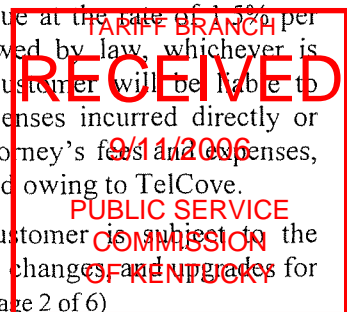 ue at the rate of 1.5% per
TARIFF BRANCH
wed by law, whichever is
RECEIVED
ustomer will be liable to
enses incurred directly or
9/11/2006
orney's fees and expenses,
d owing to TelCove.
PUBLIC SERVICE
ustomer is subject to the
COMMISSION
changes, and upgrades for
OF KENTUCKY
age 2 of 6)